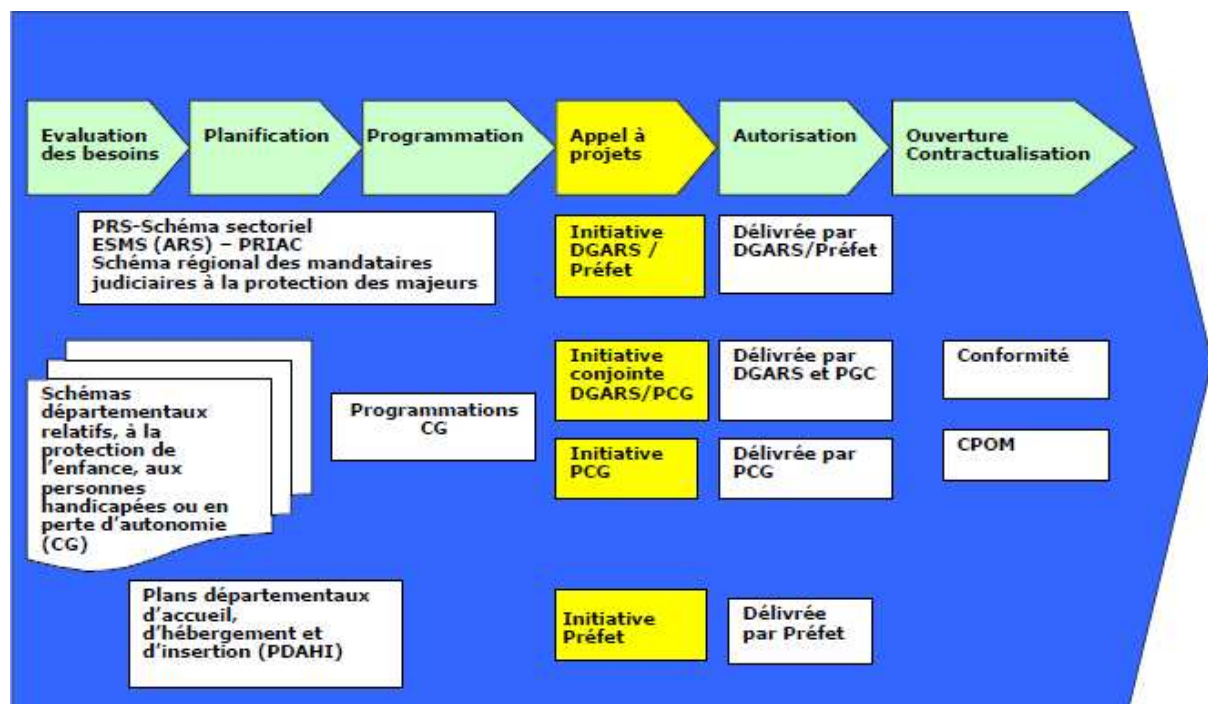 Evaluation
des besoins
Planification
Programmation
Appel à
projets
Autorisation
Ouverture
Contractualisation
PRS-Schéma sectoriel
ESMS (ARS) – PRIAC
Schéma régional des mandataires
judiciaires à la protection des majeurs
Initiative
DGARS /
Préfet
Délivrée par
DGARS/Préfet
Schémas
départementaux
relatifs, à la
protection de
l’enfance, aux
personnes
handicapées ou en
perte d’autonomie
(CG)
Programmations
CG
Initiative
conjointe
DGARS/PCG
Délivrée par
DGARS et PGC
Conformité
Initiative
PCG
Délivrée par
PCG
CPOM
Plans départementaux
d’accueil,
d’hébergement et
d’insertion (PDAHI)
Initiative
Préfet
Délivrée
par Préfet